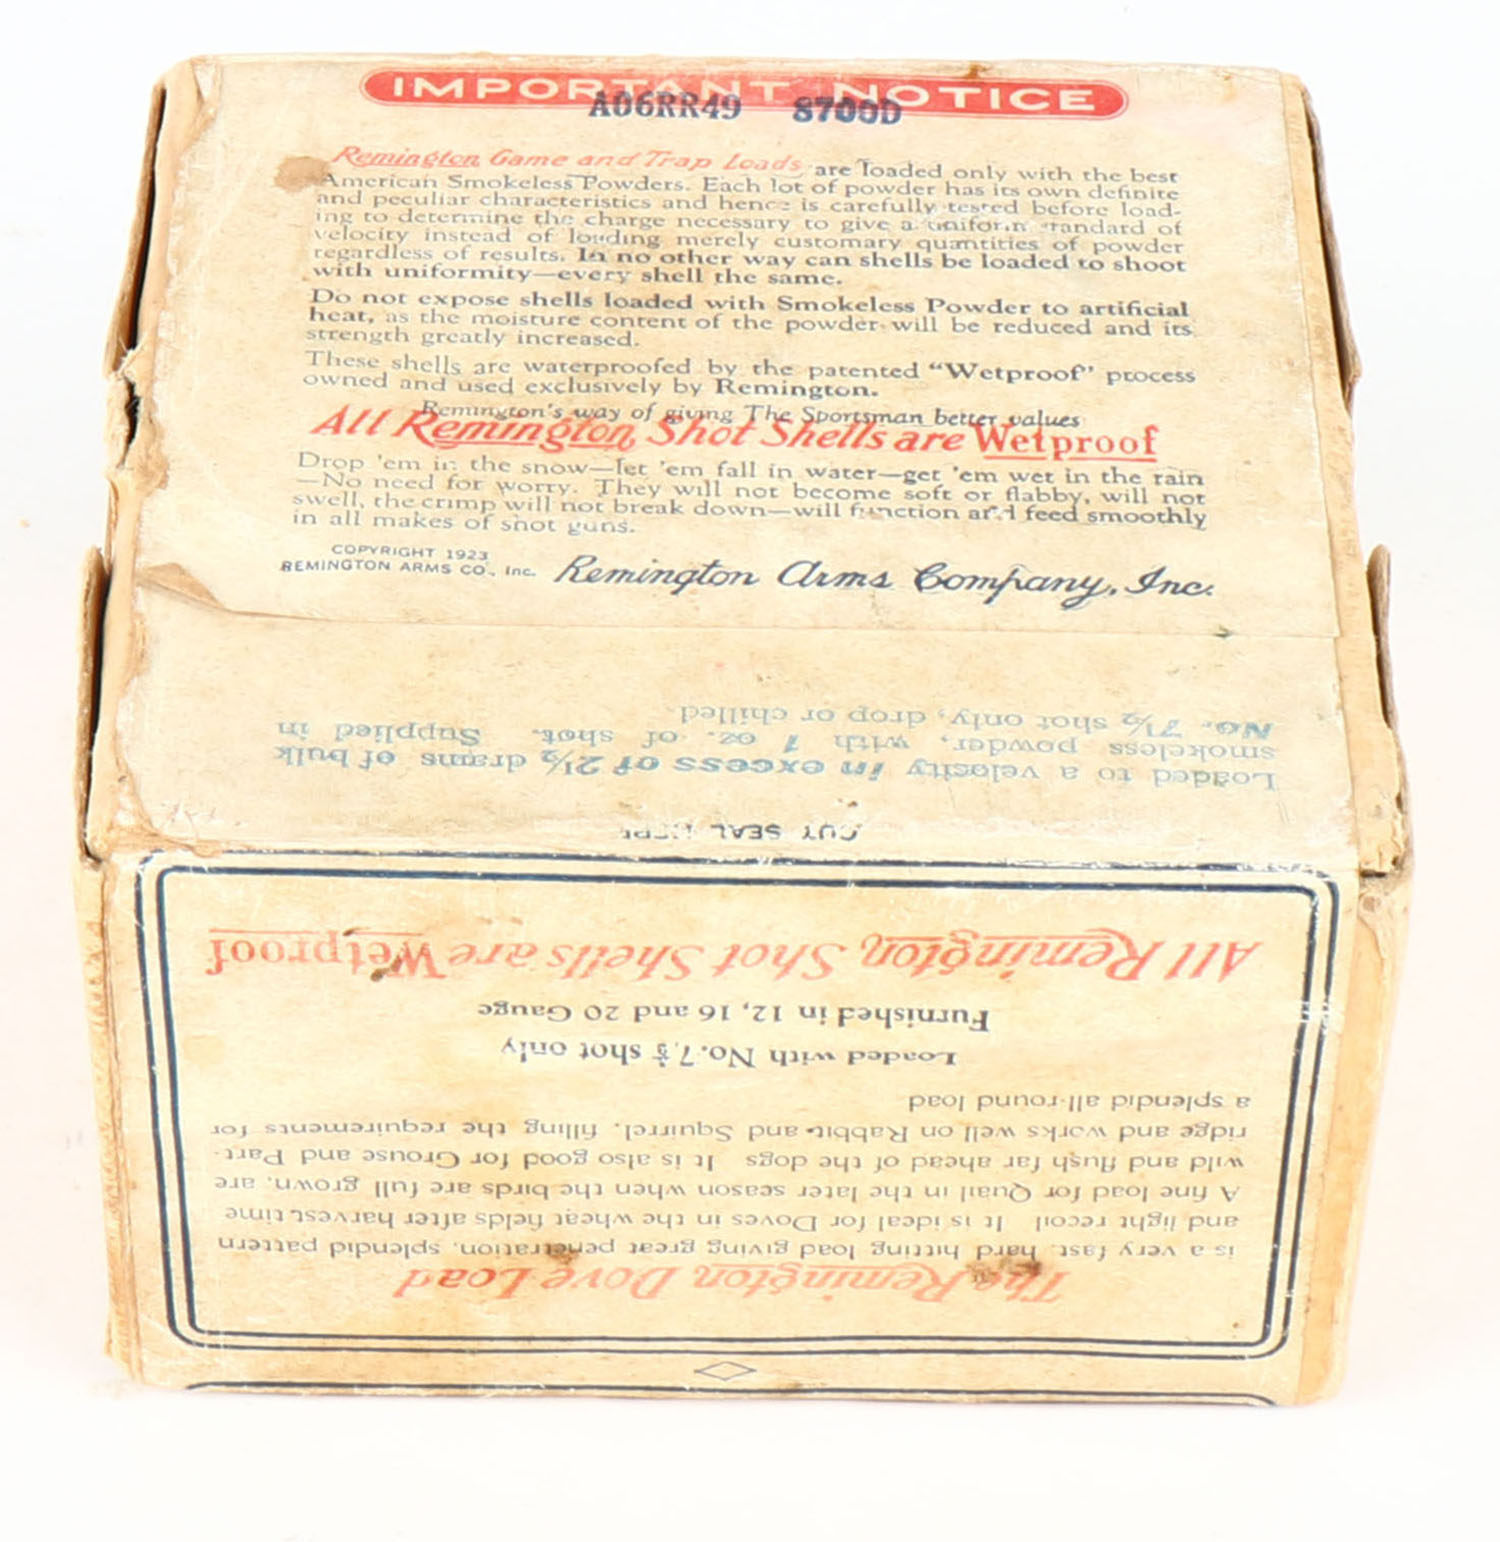 IMPORTANT NOTICE
A06RR49 8700D
Remington Game and Trap Loads are loaded only with the best
American Smokeless Powders. Each lot of powder has its own definite
and peculiar characteristics and hence is carefully tested before load-
ing to determine the charge necessary to give a uniform standard of
velocity instead of loading merely customary quantities of powder
regardless of results. In no other way can shells be loaded to shoot
with uniformity—every shell the same.
Do not expose shells loaded with Smokeless Powder to artificial
heat, as the moisture content of the powder will be reduced and its
strength greatly increased.
These shells are waterproofed by the patented "Wetproof" process
owned and used exclusively by Remington.
Remington's way of giving The Sportsman better values
All Remington Shot Shells are Wetproof
Drop 'em in the snow—let 'em fall in water—get 'em wet in the rain
—No need for worry. They will not become soft or flabby, will not
swell, the crimp will not break down—will function and feed smoothly
in all makes of shot guns.
COPYRIGHT 1923
REMINGTON ARMS CO., Inc.
Remington Arms Company, Inc.
CUT SEAL HERE
Loaded to a velocity in excess of 2½ drams of bulk
smokeless powder, with 1 oz. of shot. Supplied in
No. 7½ shot only, drop or chilled.
The Remington Dove Load
is a very fast, hard hitting load giving great penetration, splendid pattern
and light recoil It is ideal for Doves in the wheat fields after harvest time
A fine load for Quail in the later season when the birds are full grown, are
wild and flush far ahead of the dogs It is also good for Grouse and Part-
ridge and works well on Rabbit and Squirrel, filling the requirements for
a splendid all-round load
Loaded with No. 7½ shot only
Furnished in 12, 16 and 20 Gauge
All Remington Shot Shells are Wetproof